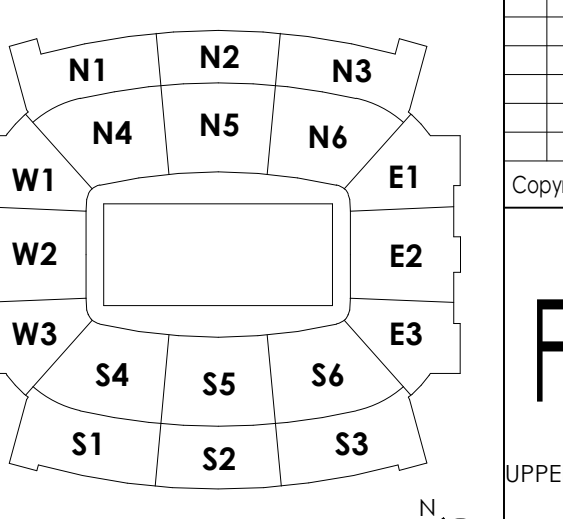 N1 N2 N3
N4 N5 N6
W1 E1
W2 E2
W3 E3
S4 S5 S6
S1 S2 S3
N